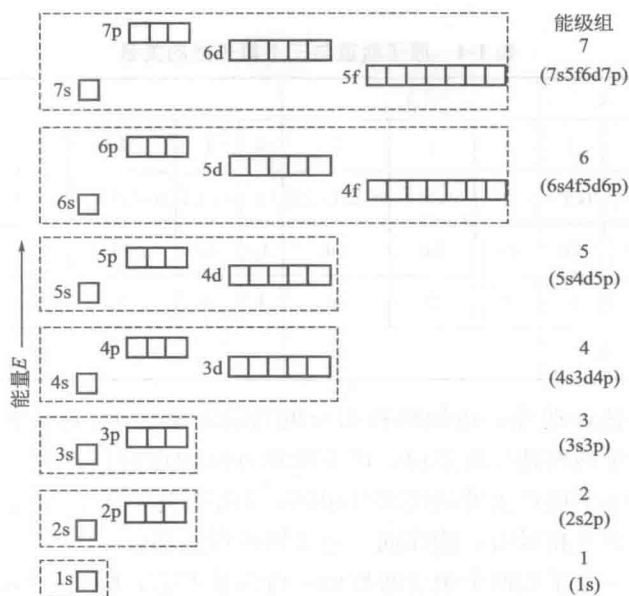 能级组
7p
6d
7
5f
7s
(7s5f6d7p)
6p
5d
6
4f
6s
(6s4f5d6p)
5p
4d
5
5s
(5s4d5p)
4p
3d
4
4s
(4s3d4p)
3p
3
3s
(3s3p)
2p
2
2s
(2s2p)
1s
1
(1s)
能量E